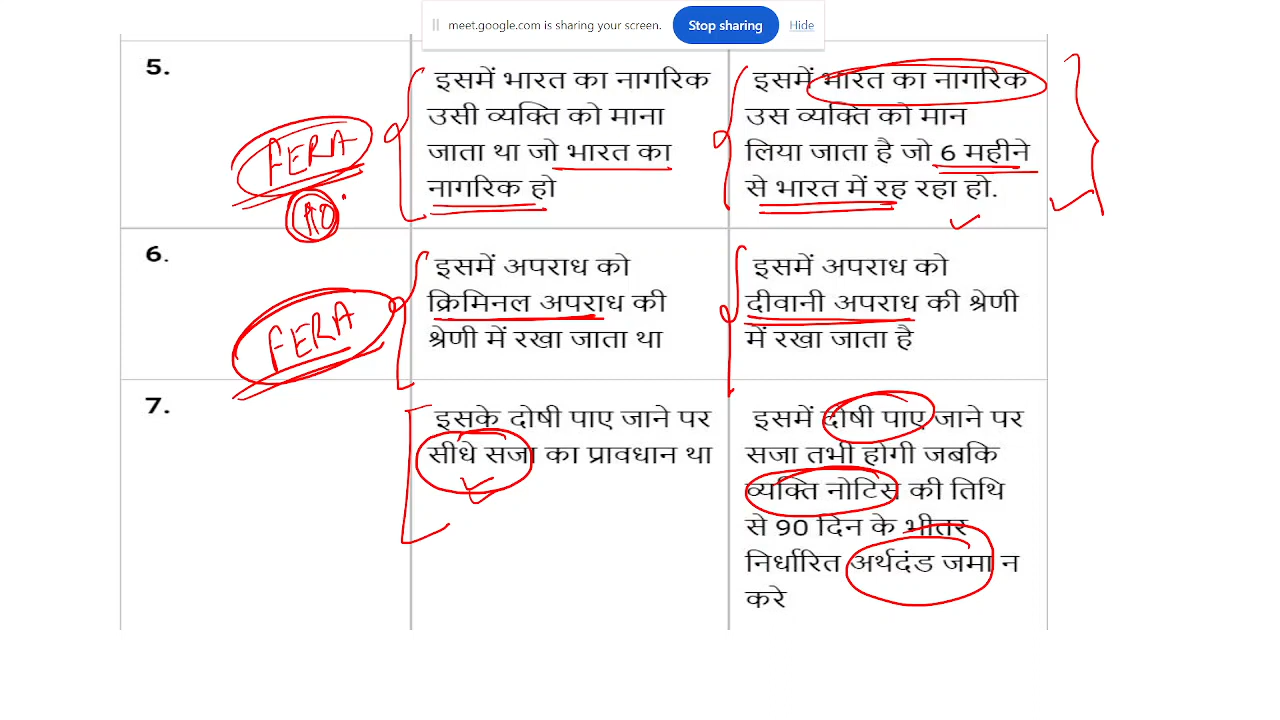 meet.google.com is sharing your screen.
Stop sharing
Hide
5.
इसमें भारत का नागरिक
उसी व्यक्ति को माना
जाता था जो भारत का
नागरिक हो
इसमें भारत का नागरिक
उस व्यक्ति को मान
लिया जाता है जो 6 महीने
से भारत में रह रहा हो.
FERA
6.
इसमें अपराध को
क्रिमिनल अपराध की
श्रेणी में रखा जाता था
इसमें अपराध को
दीवानी अपराध की श्रेणी
में रखा जाता है
FERA
7.
इसके दोषी पाए जाने पर
सीधे सजा का प्रावधान था
इसमें दोषी पाए जाने पर
सजा तभी होगी जबकि
व्यक्ति नोटिस की तिथि
से 90 दिन के भीतर
निर्धारित अर्थदंड जमा न
करे